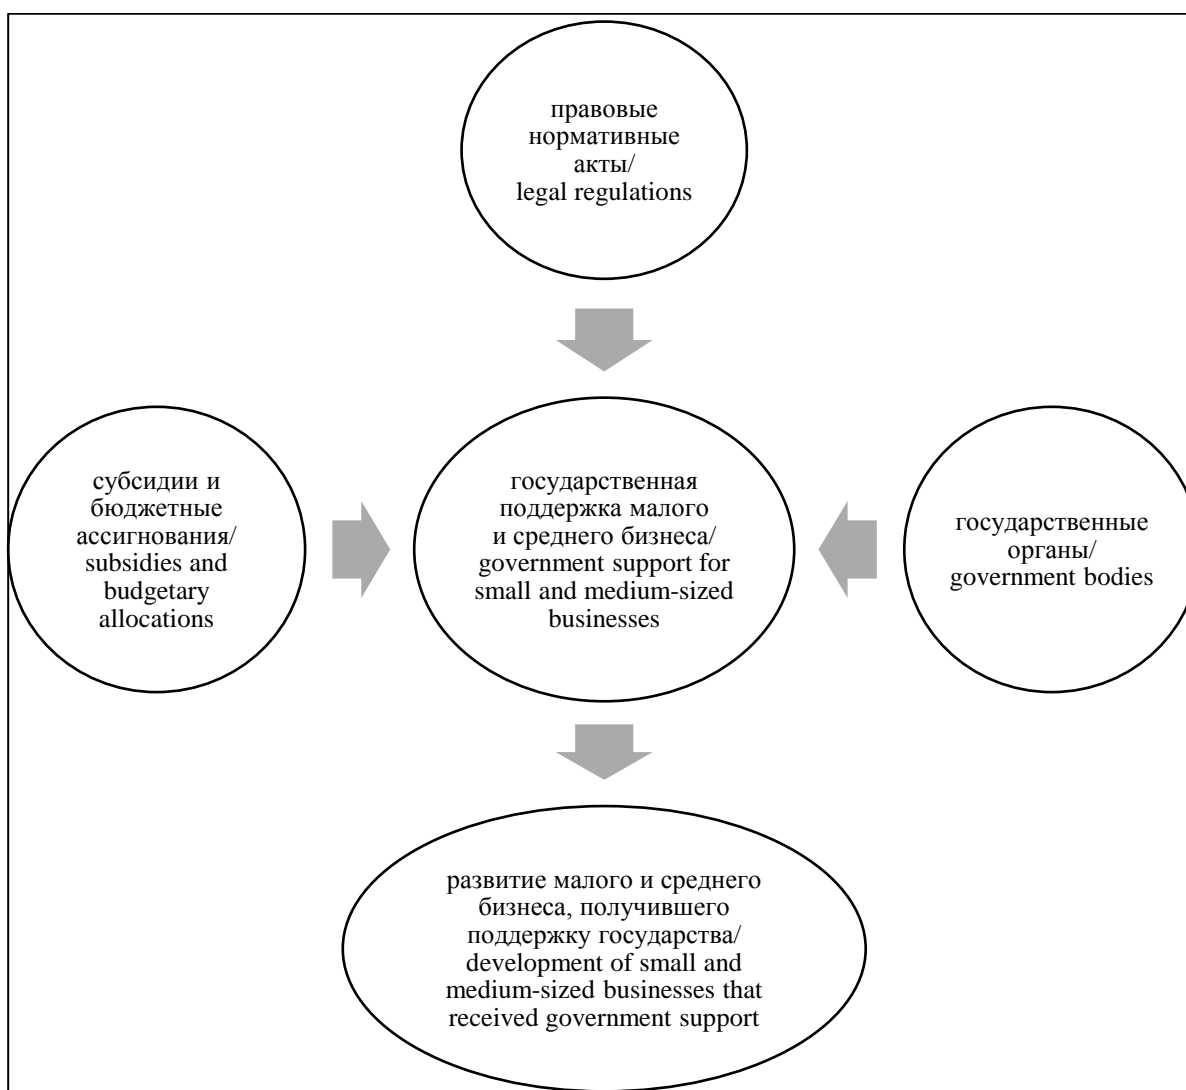 правовые
нормативные
акты/
legal regulations
субсидии и
бюджетные
ассигнования/
subsidies and
budgetary
allocations
государственная
поддержка малого
и среднего бизнеса/
government support for
small and medium-sized
businesses
государственные
органы/
government bodies
развитие малого и среднего
бизнеса, получившего
поддержку государства/
development of small and
medium-sized businesses that
received government support